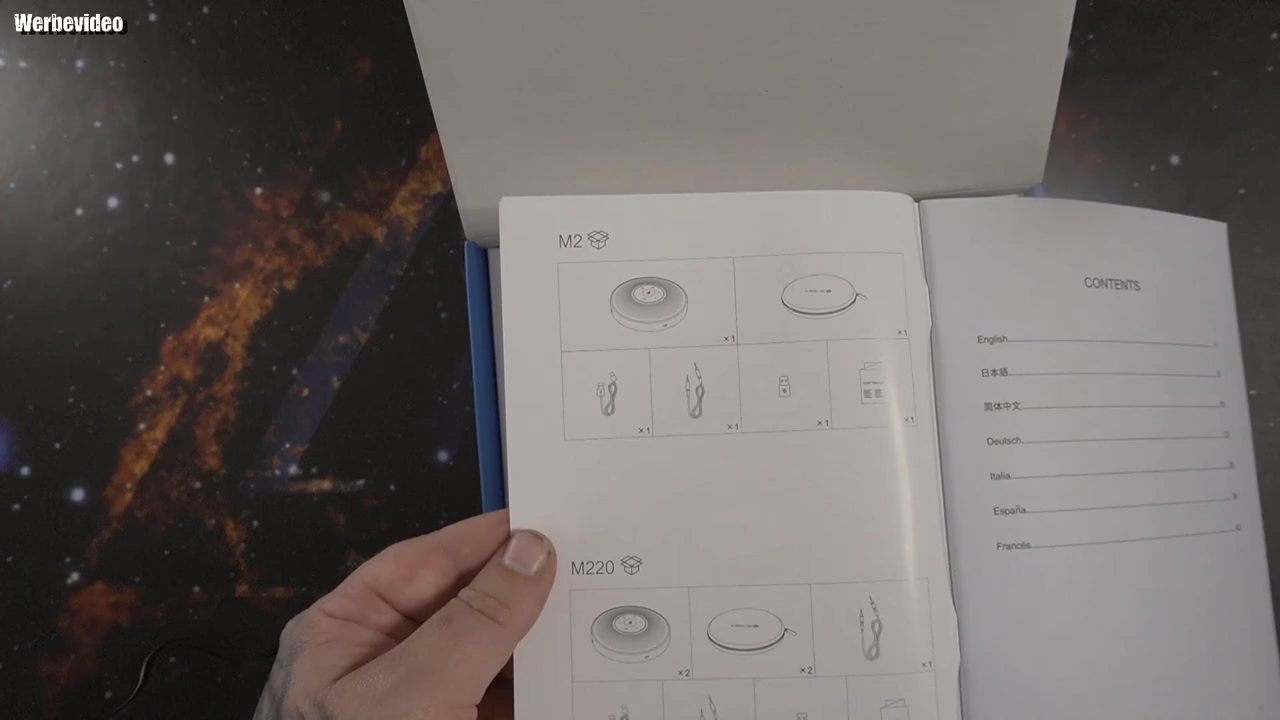 Werbevideo
M2
×1
×1
×1
×1
×1
×1
M220
×2
×2
×1
CONTENTS
English
日本語
简体中文
Deutsch
Italia
España
Francés